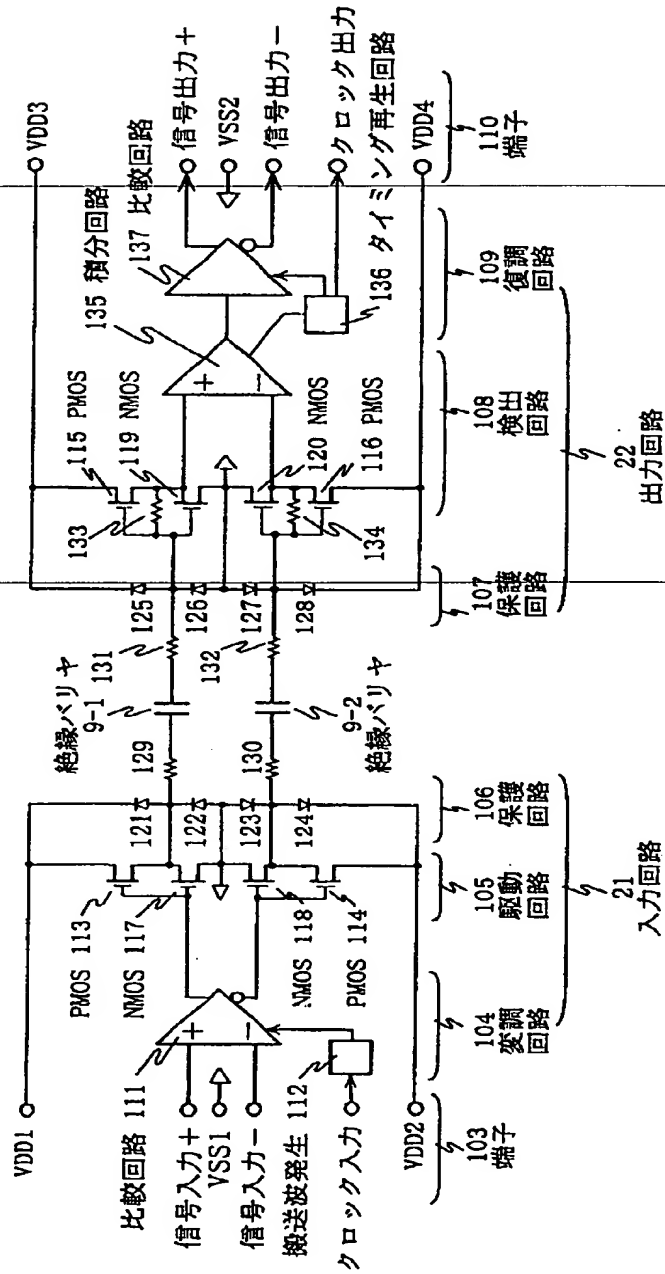 VDD1
比較回路 111
信号入力+
VSS1
信号入力−
搬送波発生 112
クロック入力
VDD2
103
端子
104
変調
回路
PMOS 113
NMOS 117
NMOS 118
PMOS 114
105
駆動
回路
121
122
123
124
106
保護
回路
21
入力回路
絶縁バリヤ
9-1
129
131
130
132
9-2
絶縁バリヤ
125
126
127
128
107
保護
回路
115 PMOS
119 NMOS
133
120 NMOS
116 PMOS
134
108
検出
回路
135 積分回路
137 比較回路
136 タイミング再生回路
109
復調
回路
22
出力回路
VDD3
信号出力+
VSS2
信号出力−
クロック出力
VDD4
110
端子
+
−
+
−